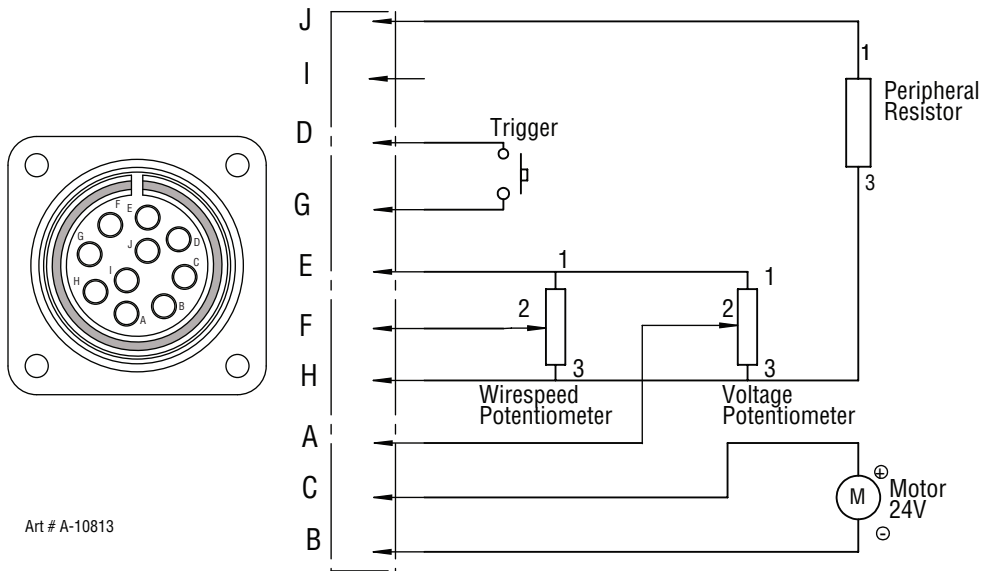 J
1
Peripheral
Resistor
3
I
D
Trigger
G
E
1
1
F
2
2
H
3
3
Wirespeed
Potentiometer
Voltage
Potentiometer
A
C
M
+
Motor
24V
-
B
F
E
G
J
D
C
I
H
B
A
Art # A-10813